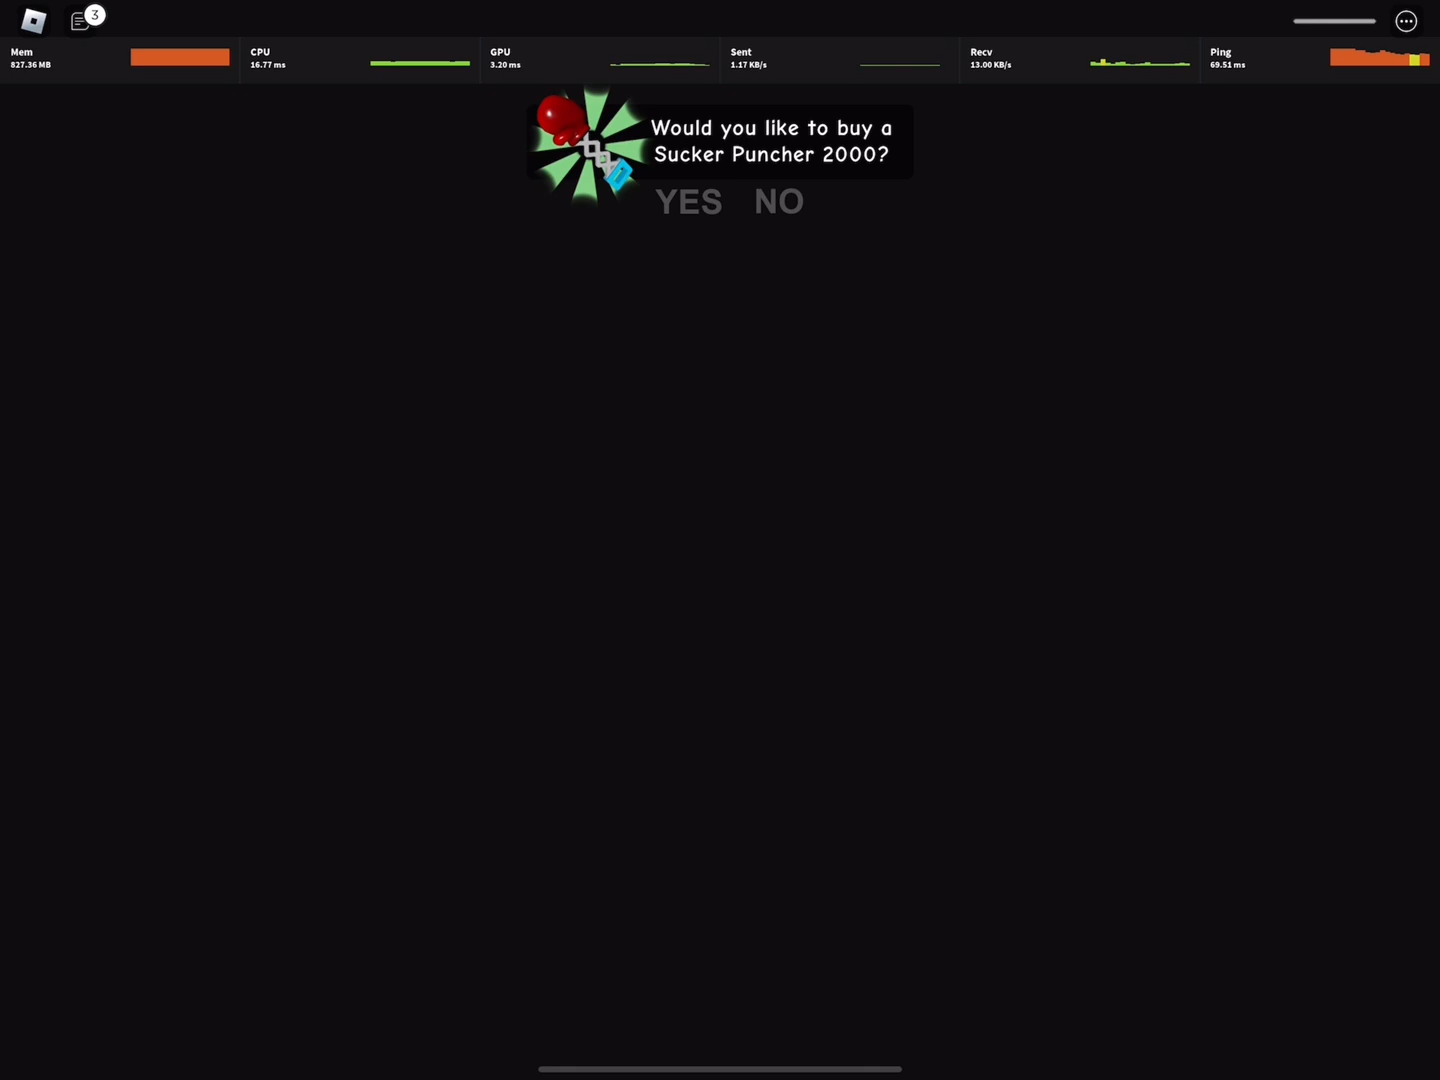 3
Mem
827.36 MB
CPU
16.77 ms
GPU
3.20 ms
Sent
1.17 KB/s
Recv
13.00 KB/s
Ping
69.51 ms
Would you like to buy a
Sucker Puncher 2000?
YES NO